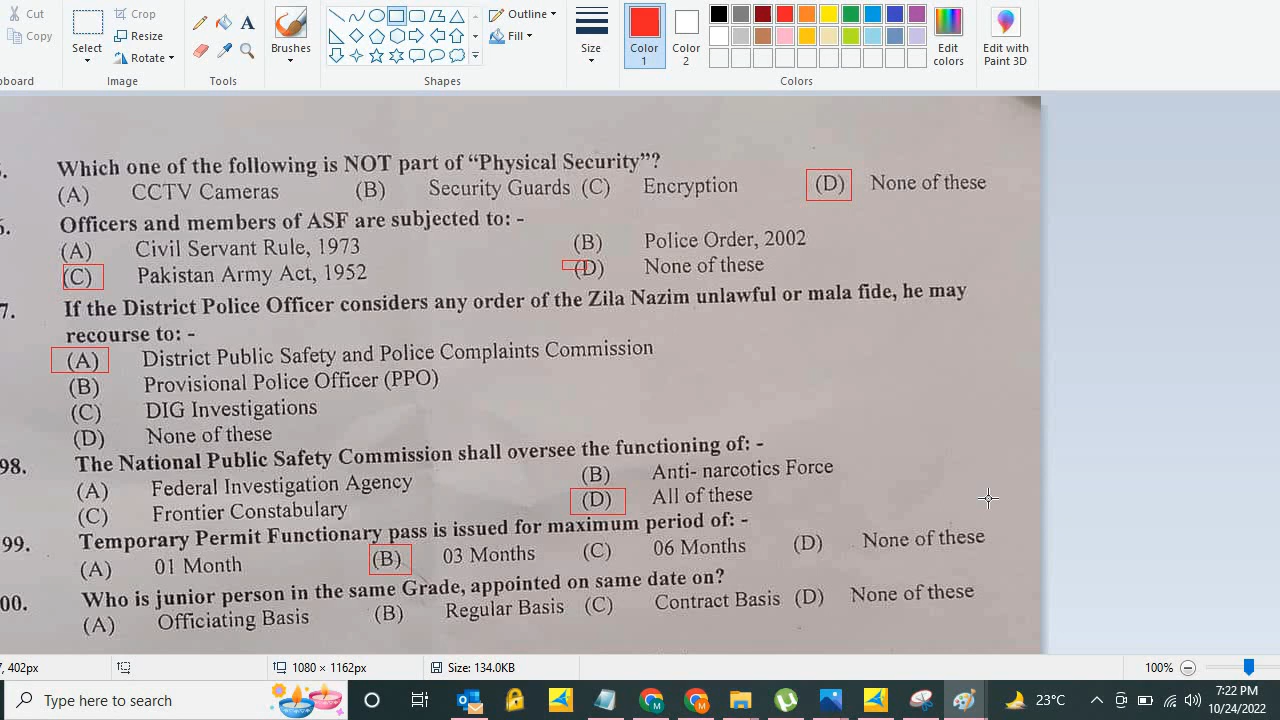 Cut
Copy
Select
Crop
Resize
Rotate
Brushes
Outline
Fill
Size
Color
1
Color
2
Edit
colors
Edit with
Paint 3D
Image
Tools
Shapes
Colors
Which one of the following is NOT part of “Physical Security”?
(A) CCTV Cameras (B) Security Guards (C) Encryption (D) None of these
Officers and members of ASF are subjected to: -
(A) Civil Servant Rule, 1973 (B) Police Order, 2002
(C) Pakistan Army Act, 1952 (D) None of these
7. If the District Police Officer considers any order of the Zila Nazim unlawful or mala fide, he may
recourse to: -
(A) District Public Safety and Police Complaints Commission
(B) Provisional Police Officer (PPO)
(C) DIG Investigations
(D) None of these
98. The National Public Safety Commission shall oversee the functioning of: -
(A) Federal Investigation Agency (B) Anti- narcotics Force
(C) Frontier Constabulary (D) All of these
99. Temporary Permit Functionary pass is issued for maximum period of: -
(A) 01 Month (B) 03 Months (C) 06 Months (D) None of these
00. Who is junior person in the same Grade, appointed on same date on?
(A) Officiating Basis (B) Regular Basis (C) Contract Basis (D) None of these
402px 1080 × 1162px Size: 134.0KB 100%
Type here to search 23°C 7:22 PM
10/24/2022